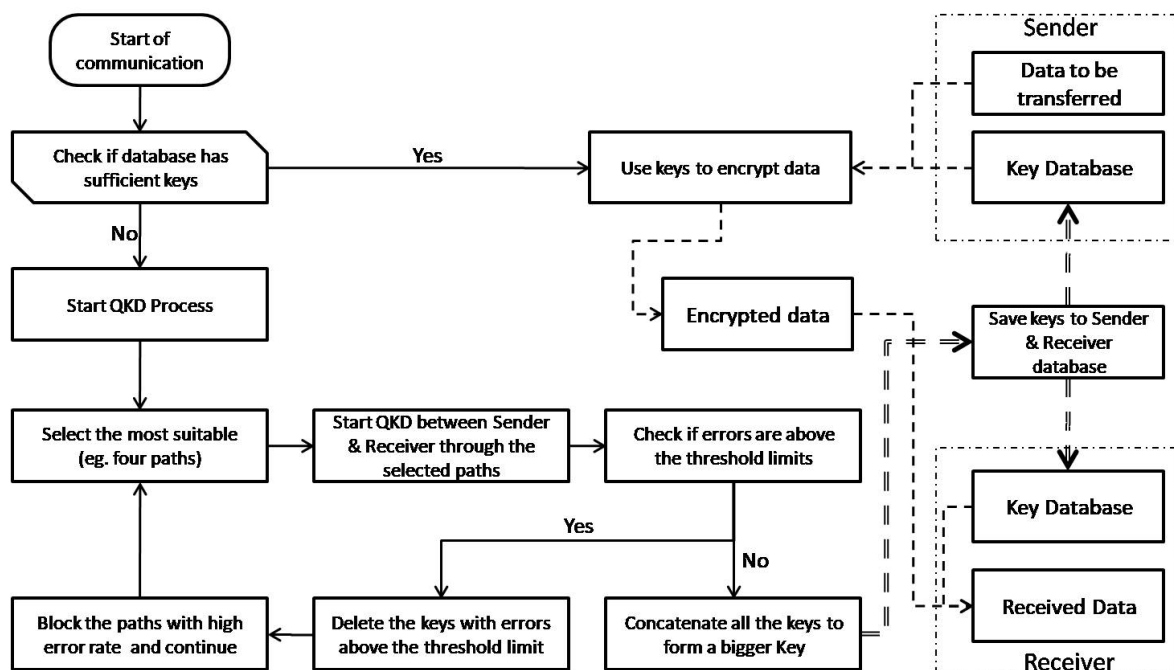 Start of
communication
Sender
Data to be
transferred
Check if database has
sufficient keys
Yes
Use keys to encrypt data
Key Database
No
Start QKD Process
Encrypted data
Save keys to Sender
& Receiver
database
Select the most suitable
(eg. four paths)
Start QKD between Sender
& Receiver through the
selected paths
Check if errors are above
the threshold limits
Key Database
Yes
No
Block the paths with high
error rate and continue
Delete the keys with errors
above the threshold limit
Concatenate all the keys to
form a bigger Key
Received Data
Receiver